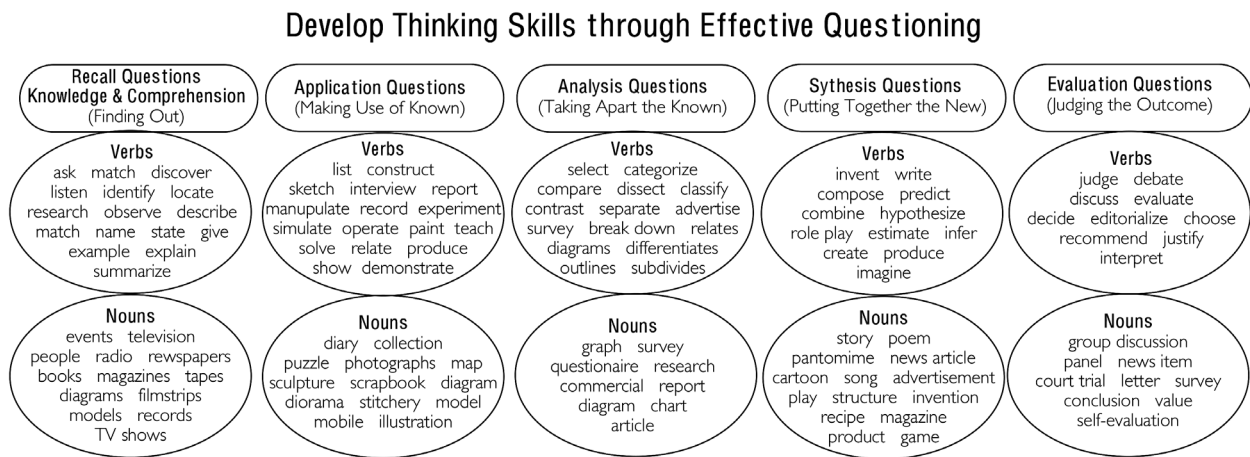 Develop Thinking Skills through Effective Questioning
Recall Questions
Knowledge & Comprehension
(Finding Out)
Verbs
ask match discover
listen identify locate
research observe describe
match name state give
example explain
summarize
Nouns
events television
people radio rewspapers
books magazines tapes
diagrams filmstrips
models records
TV shows
Application Questions
(Making Use of Known)
Verbs
list construct
sketch interview report
manupulate record experiment
simulate operate paint teach
solve relate produce
show demonstrate
Nouns
diary collection
puzzle photographs map
sculpture scrapbook diagram
diorama stitchery model
mobile illustration
Analysis Questions
(Taking Apart the Known)
Verbs
select categorize
compare dissect classify
contrast separate advertise
survey break down relates
diagrams differentiates
outlines subdivides
Nouns
graph survey
questionaire research
commercial report
diagram chart
article
Sythesis Questions
(Putting Together the New)
Verbs
invent write
compose predict
combine hypothesize
role play estimate infer
create produce
imagine
Nouns
story poem
pantomime news article
cartoon song advertisement
play structure invention
recipe magazine
product game
Evaluation Questions
(Judging the Outcome)
Verbs
judge debate
discuss evaluate
decide editorialize choose
recommend justify
interpret
Nouns
group discussion
panel news item
court trial letter survey
conclusion value
self-evaluation